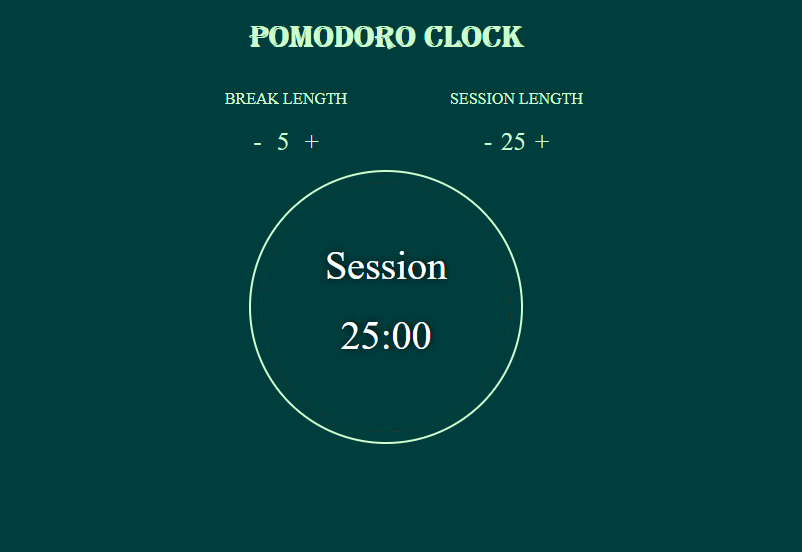 POMODORO CLOCK
BREAK LENGTH SESSION LENGTH
- 5 + - 25 +
Session
25:00